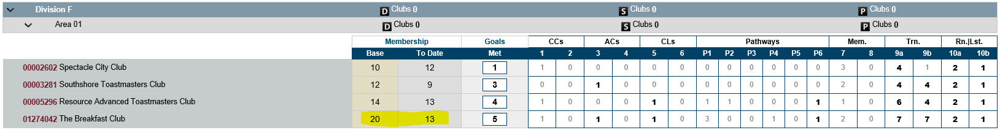 Division F D Clubs 0 S Clubs 0 P Clubs 0
Area 01 D Clubs 0 S Clubs 0 P Clubs 0
Membership Goals CCs ACs CLs Pathways Mem. Trn. Rn.|Lst.
Base To Date Met 1 2 3 4 5 6 P1 P2 P3 P4 P5 P6 7 8 9a 9b 10a 10b
00002602 Spectacle City Club 10 12 1 1 0 0 0 0 0 0 0 0 0 0 0 3 0 4 1 2 1
00003281 Southshore Toastmasters Club 12 9 3 0 0 1 0 0 0 0 0 0 0 0 0 2 0 4 4 2 1
00005296 Resource Advanced Toastmasters Club 14 13 4 1 0 0 0 1 0 1 1 0 0 0 1 1 0 6 4 2 1
01274042 The Breakfast Club 20 13 5 1 0 1 0 1 0 3 0 0 1 0 1 2 0 7 7 2 1